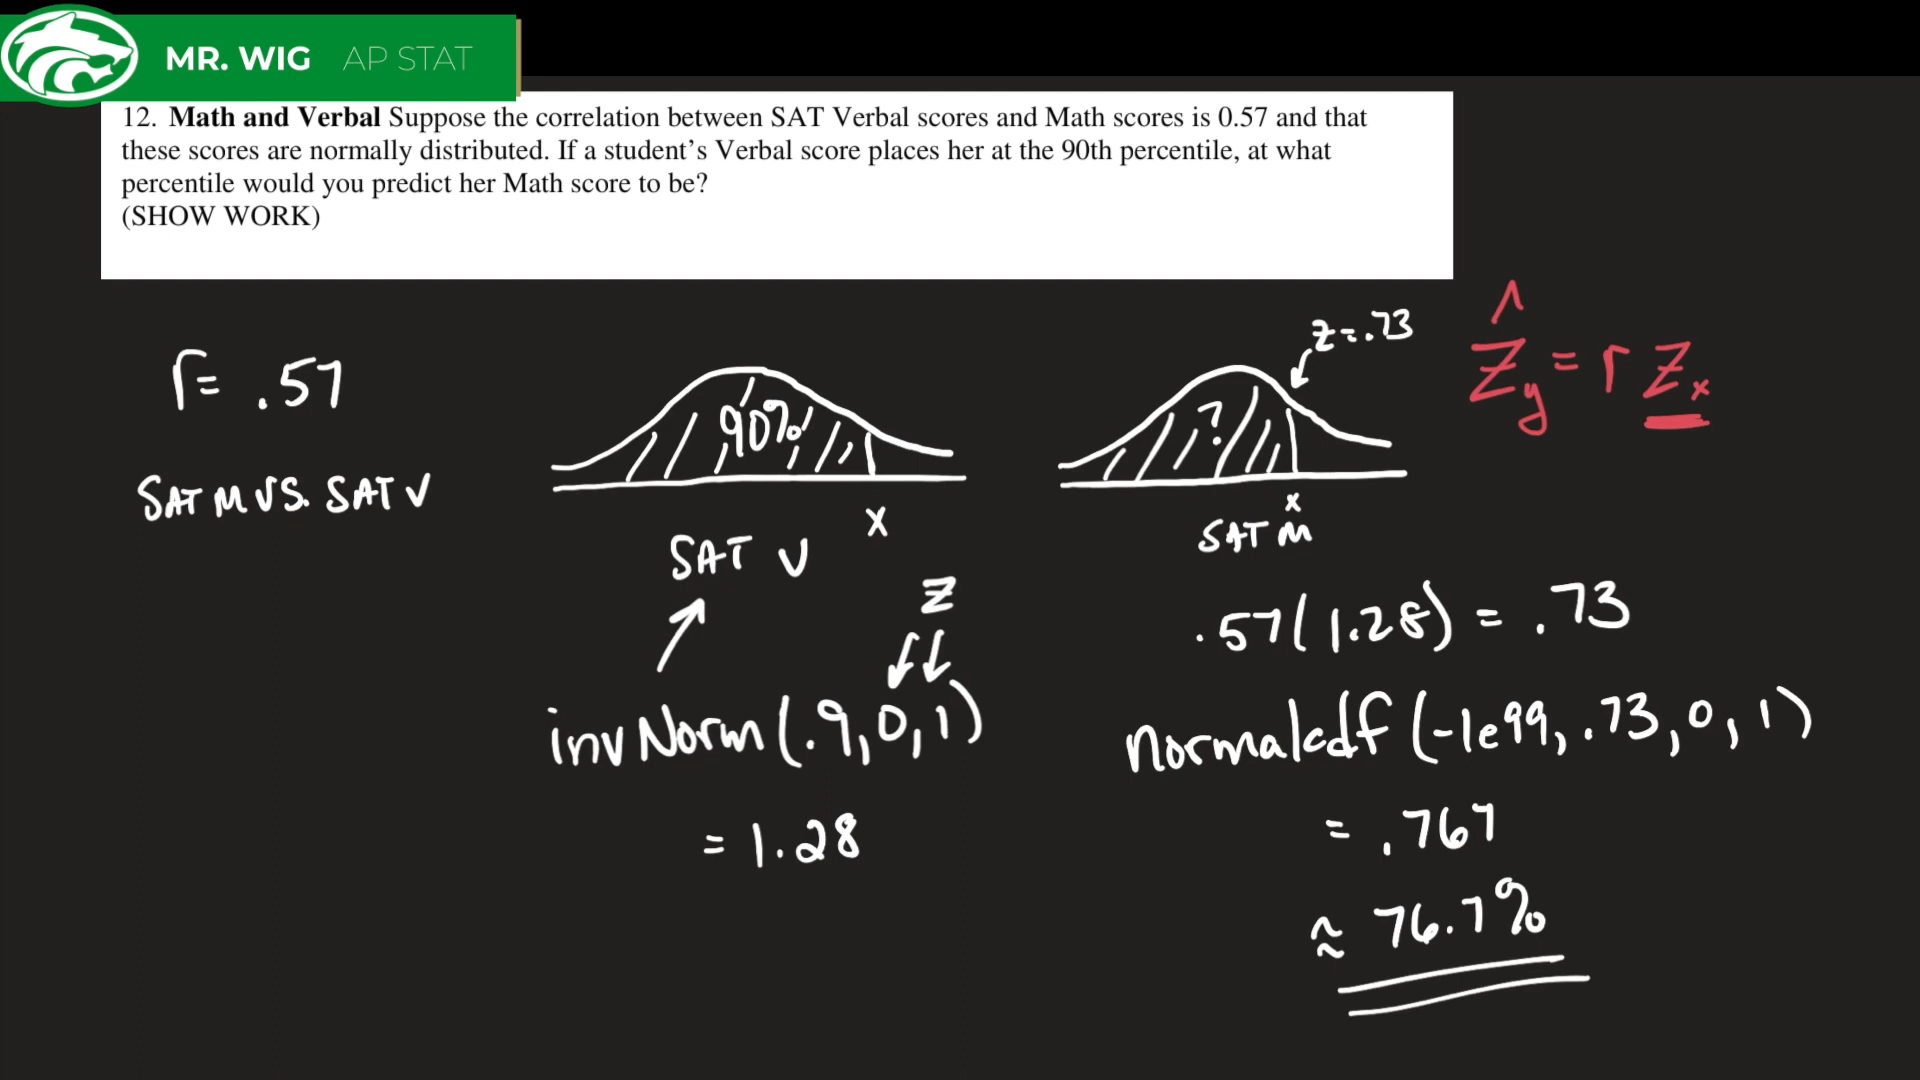 MR. WIG AP STAT
12. Math and Verbal Suppose the correlation between SAT Verbal scores and Math scores is 0.57 and that
these scores are normally distributed. If a student's Verbal score places her at the 90th percentile, at what
percentile would you predict her Math score to be?
(SHOW WORK)
r = .57
SAT M VS. SAT V
90%
x
SAT V
z
invNorm(.9,0,1)
= 1.28
z=.73
?
x
SAT M
ẑy = r zx
.57(1.28) = .73
normalcdf(-1e99, .73, 0, 1)
= .767
≈ 76.7%